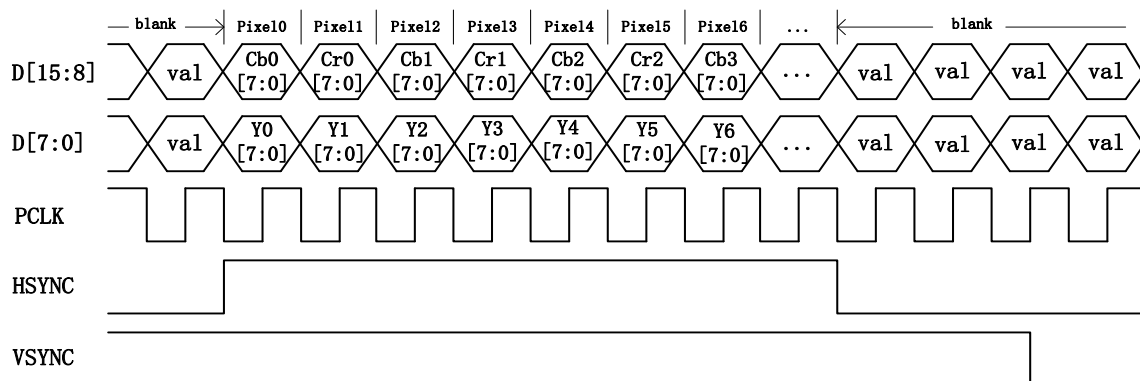 blank Pixel0 Pixel1 Pixel2 Pixel3 Pixel4 Pixel5 Pixel6 ... blank
D[15:8] val Cb0 Cr0 Cb1 Cr1 Cb2 Cr2 Cb3 ... val val val val
[7:0] [7:0] [7:0] [7:0] [7:0] [7:0] [7:0]
D[7:0] val Y0 Y1 Y2 Y3 Y4 Y5 Y6 ... val val val val
[7:0] [7:0] [7:0] [7:0] [7:0] [7:0] [7:0]
PCLK
HSYNC
VSYNC